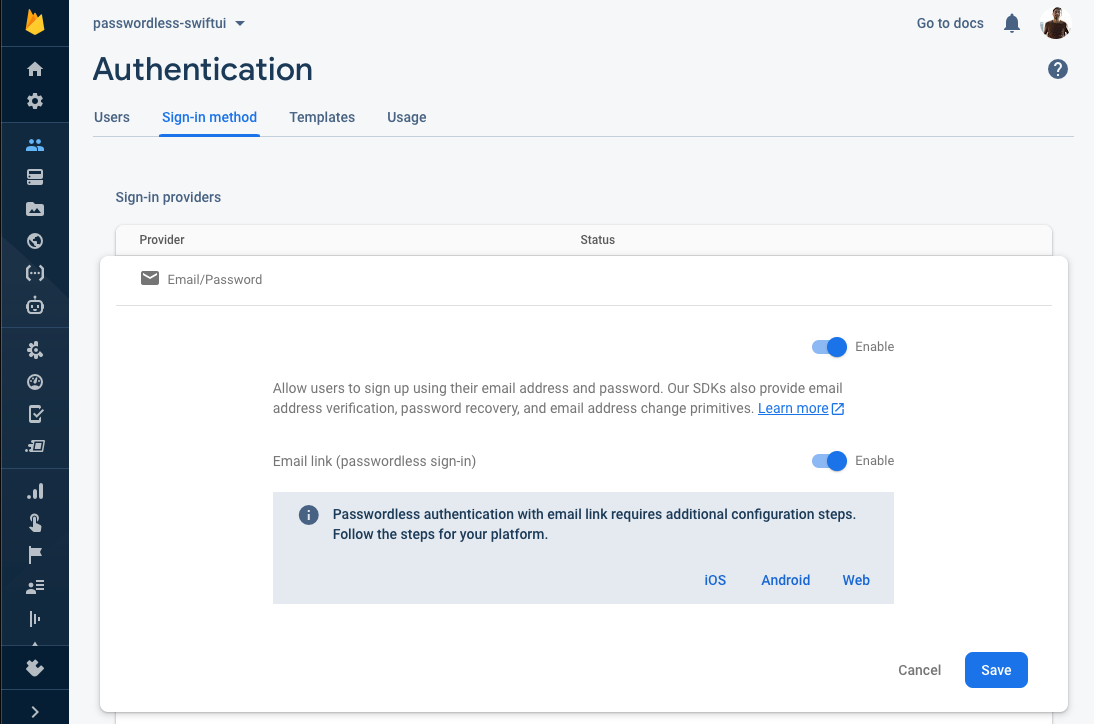 passwordless-swiftui
Go to docs
Authentication
Users
Sign-in method
Templates
Usage
Sign-in providers
Provider
Status
Email/Password
Enable
Allow users to sign up using their email address and password. Our SDKs also provide email
address verification, password recovery, and email address change primitives. Learn more
Email link (passwordless sign-in)
Enable
Passwordless authentication with email link requires additional configuration steps.
Follow the steps for your platform.
iOS
Android
Web
Cancel
Save